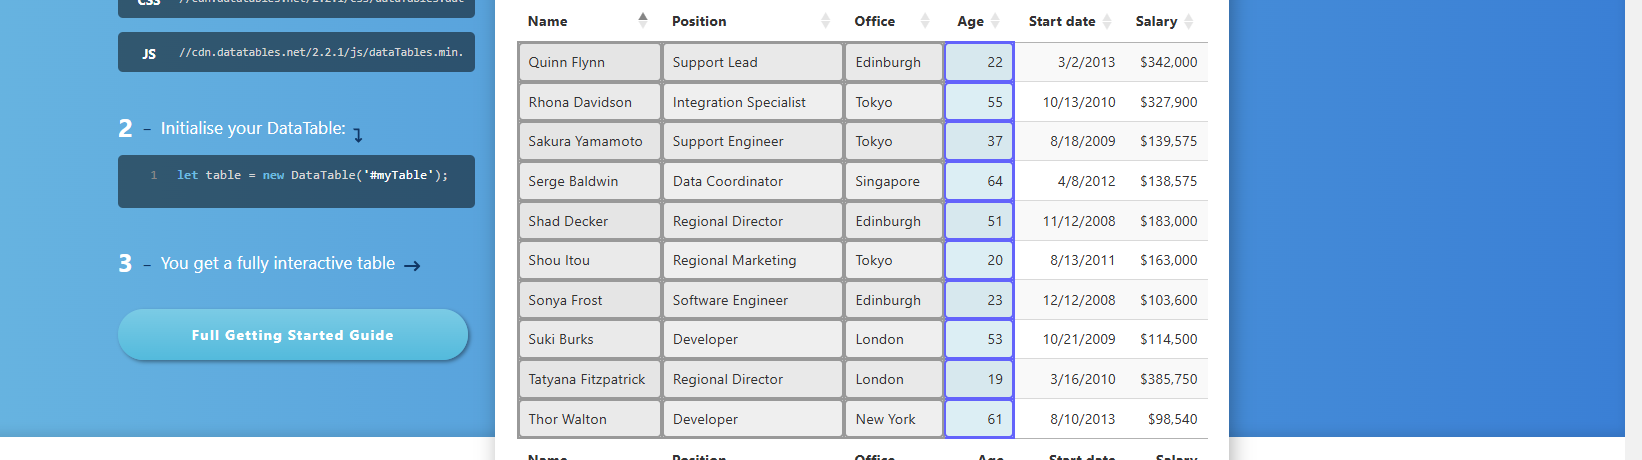 CSS //cdn.datatables.net/2.2.1/css/dataTables.dat
JS //cdn.datatables.net/2.2.1/js/dataTables.min.
2 – Initialise your DataTable:
1 let table = new DataTable('#myTable');
3 – You get a fully interactive table →
Full Getting Started Guide
Name Position Office Age Start date Salary
Quinn Flynn Support Lead Edinburgh 22 3/2/2013 $342,000
Rhona Davidson Integration Specialist Tokyo 55 10/13/2010 $327,900
Sakura Yamamoto Support Engineer Tokyo 37 8/18/2009 $139,575
Serge Baldwin Data Coordinator Singapore 64 4/8/2012 $138,575
Shad Decker Regional Director Edinburgh 51 11/12/2008 $183,000
Shou Itou Regional Marketing Tokyo 20 8/13/2011 $163,000
Sonya Frost Software Engineer Edinburgh 23 12/12/2008 $103,600
Suki Burks Developer London 53 10/21/2009 $114,500
Tatyana Fitzpatrick Regional Director London 19 3/16/2010 $385,750
Thor Walton Developer New York 61 8/10/2013 $98,540
Name Position Office Age Start date Salary